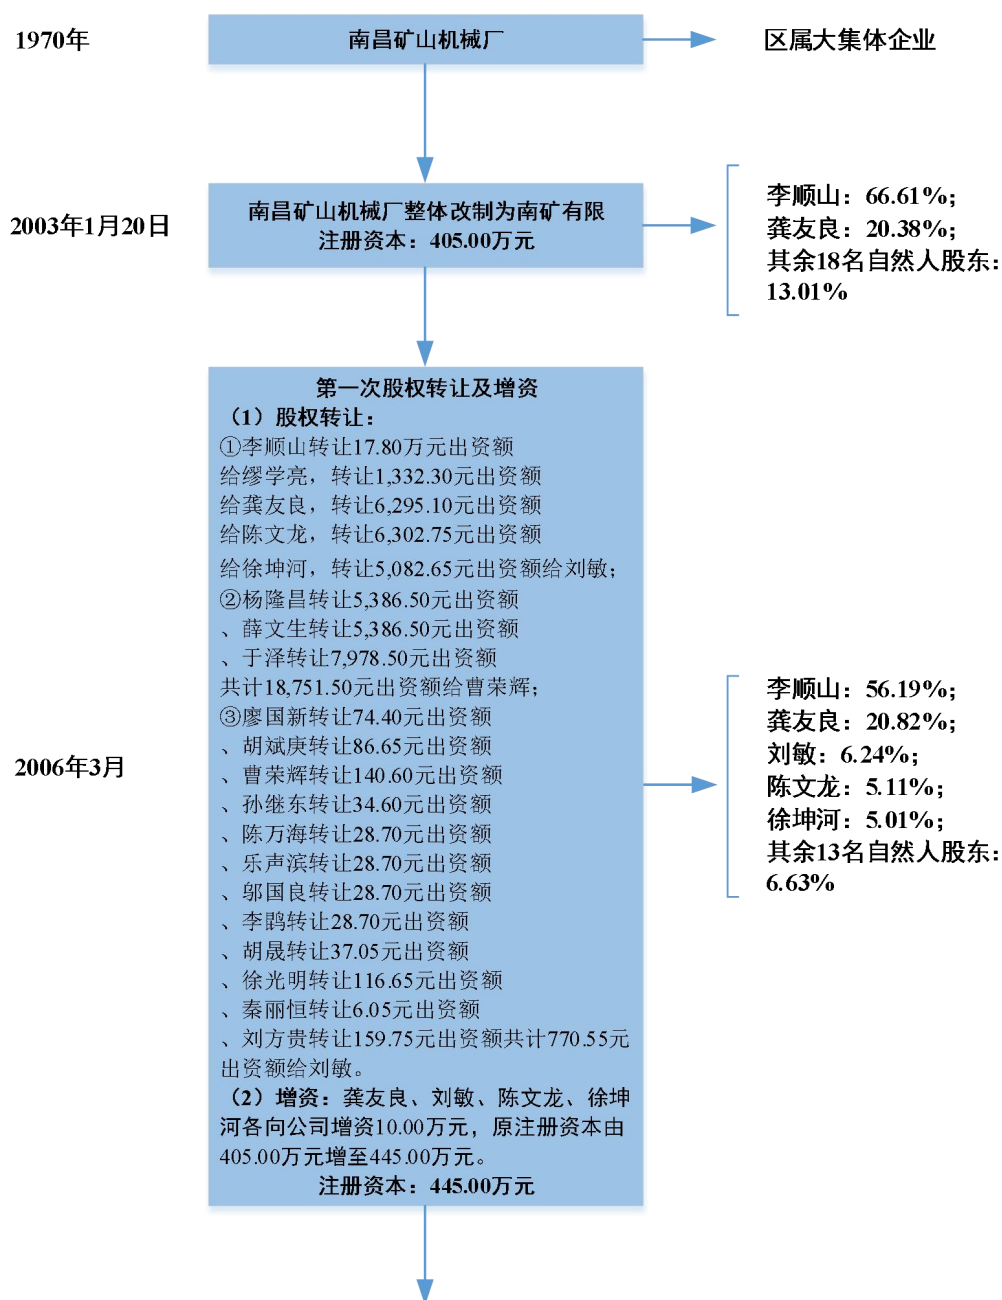 1970年
南昌矿山机械厂
区属大集体企业
2003年1月20日
南昌矿山机械厂整体改制为南矿有限
注册资本：405.00万元
李顺山：66.61%；
龚友良：20.38%；
其余18名自然人股东：
13.01%
2006年3月
第一次股权转让及增资
（1）股权转让：
①李顺山转让17.80万元出资额
给缪学亮，转让1,332.30元出资额
给龚友良，转让6,295.10元出资额
给陈文龙，转让6,302.75元出资额
给徐坤河，转让5,082.65元出资额给刘敏；
②杨隆昌转让5,386.50元出资额
、薛文生转让5,386.50元出资额
、于泽转让7,978.50元出资额
共计18,751.50元出资额给曹荣辉；
③廖国新转让74.40元出资额
、胡斌庚转让86.65元出资额
、曹荣辉转让140.60元出资额
、孙继东转让34.60元出资额
、陈万海转让28.70元出资额
、乐声滨转让28.70元出资额
、邬国良转让28.70元出资额
、李鹍转让28.70元出资额
、胡晟转让37.05元出资额
、徐光明转让116.65元出资额
、秦丽恒转让6.05元出资额
、刘方贵转让159.75元出资额共计770.55元
出资额给刘敏。
（2）增资：龚友良、刘敏、陈文龙、徐坤
河各向公司增资10.00万元，原注册资本由
405.00万元增至445.00万元。
注册资本：445.00万元
李顺山：56.19%；
龚友良：20.82%；
刘敏：6.24%；
陈文龙：5.11%；
徐坤河：5.01%；
其余13名自然人股东：
6.63%